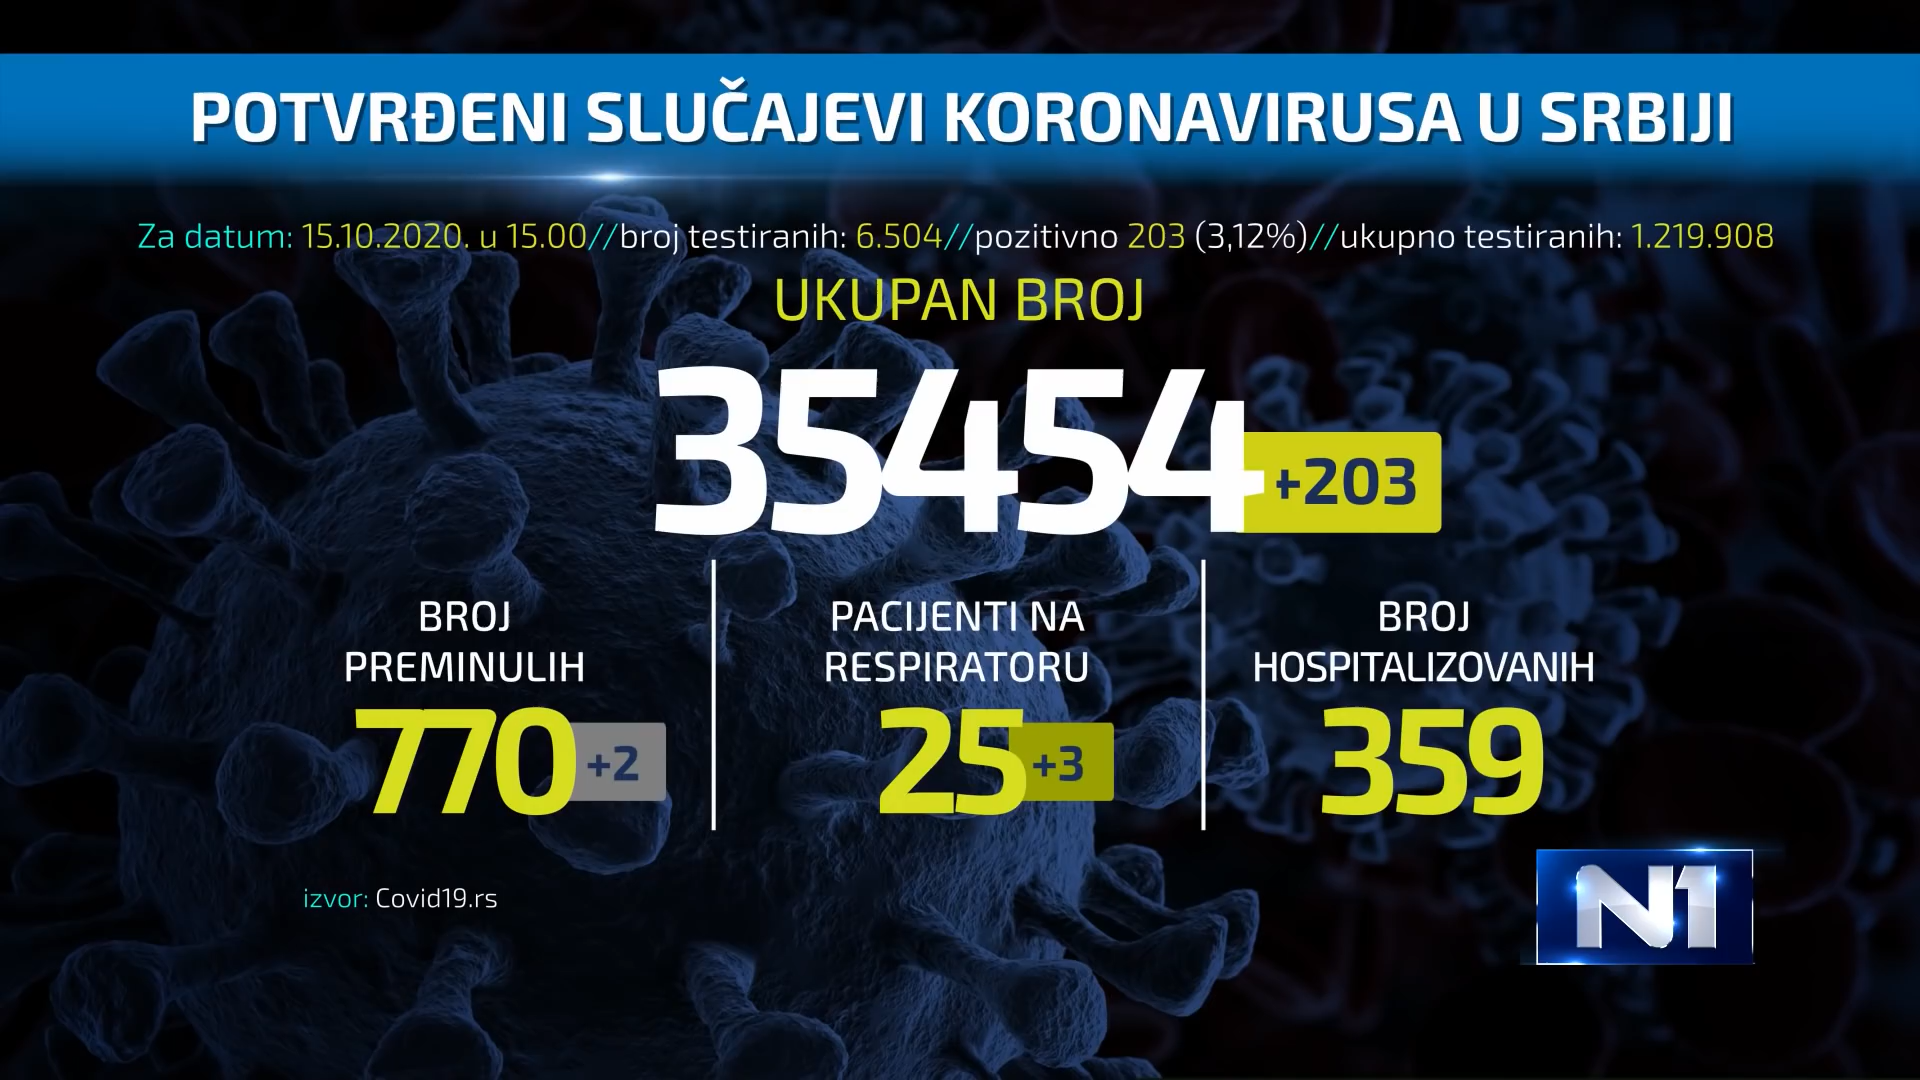 POTVRĐENI SLUČAJEVI KORONAVIRUSA U SRBIJI
Za datum: 15.10.2020. u 15.00//broj testiranih: 6.504//pozitivno 203 (3,12%)//ukupno testiranih: 1.219.908
UKUPAN BROJ
35454
+203
BROJ
PREMINULIH
770
+2
PACIJENTI NA
RESPIRATORU
25
+3
BROJ
HOSPITALIZOVANIH
359
izvor: Covid19.rs
N1